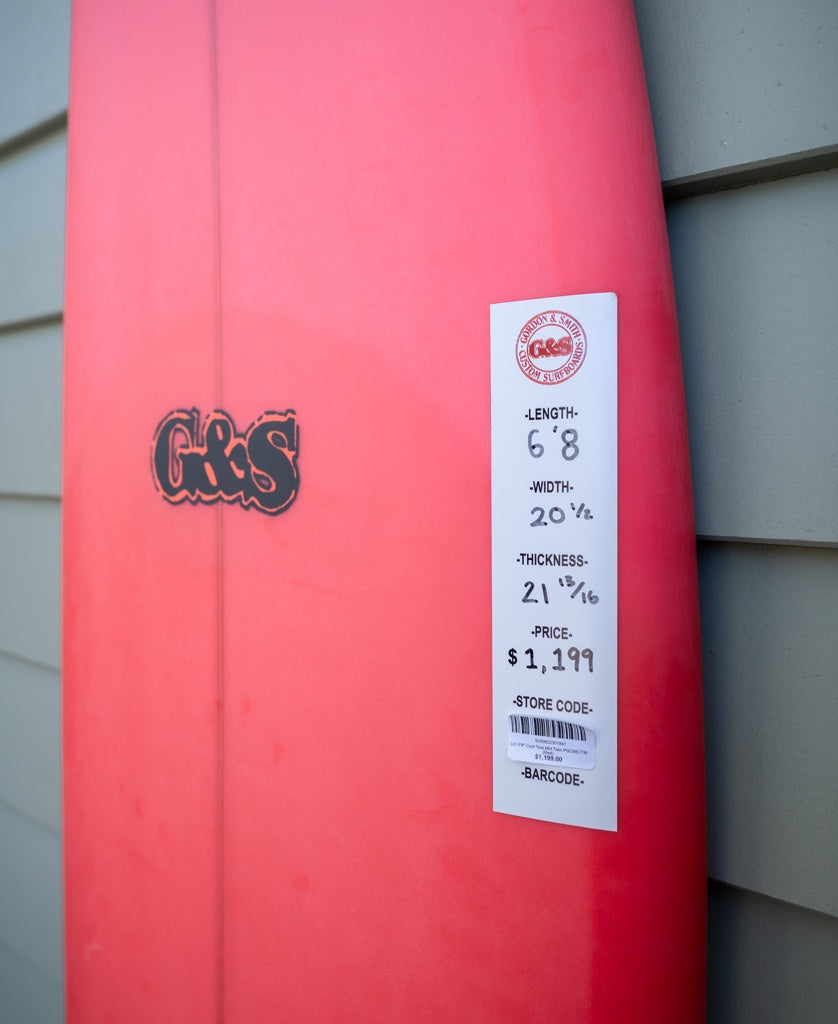 G&S
GORDON & SMITH
G&S
CUSTOM SURFBOARDS
-LENGTH-
6'8
-WIDTH-
20 1/2
-THICKNESS-
21 13/16
-PRICE-
$1,199
-STORE CODE-
$1,199.00
-BARCODE-